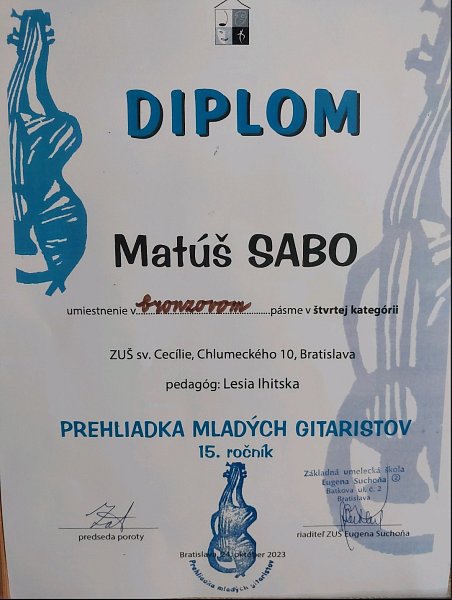 DIPLOM
Matúš SABO
umiestnenie v bronzovom pásme v štvrtej kategórii
ZUŠ sv. Cecílie, Chlumeckého 10, Bratislava
pedagóg: Lesia Ihitska
PREHLIADKA MLADÝCH GITARISTOV
15. ročník
Základná umelecká škola
Eugena Suchoňa 2
Batkova ul. č. 2
Bratislava
predseda poroty
riaditeľ ZUŠ Eugena Suchoňa
Bratislava, 24. október 2023
Prehliadka mladých gitaristov